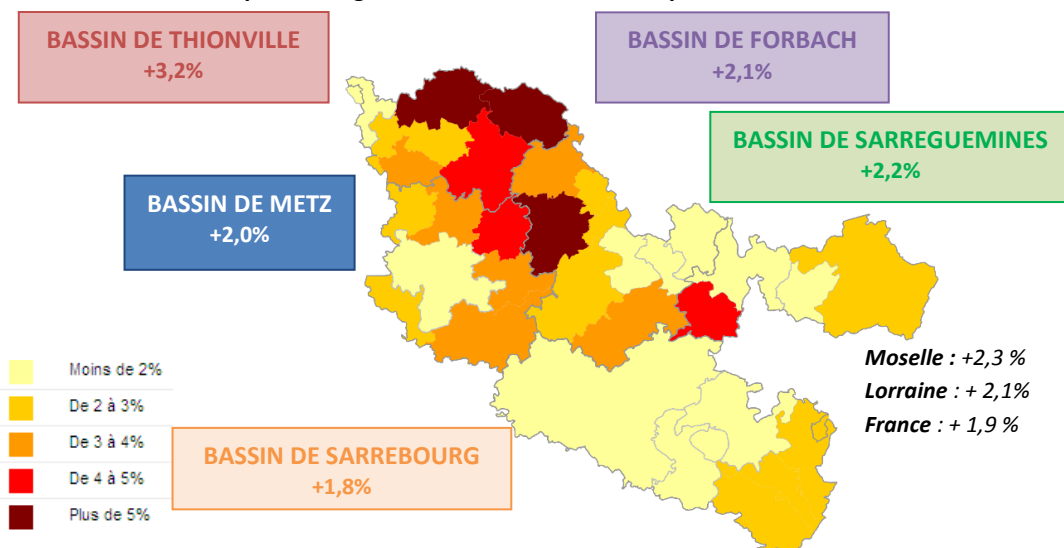 BASSIN DE THIONVILLE
+3,2%
BASSIN DE FORBACH
+2,1%
BASSIN DE SARREGUEMINES
+2,2%
BASSIN DE METZ
+2,0%
Moins de 2%
De 2 à 3%
De 3 à 4%
De 4 à 5%
Plus de 5%
BASSIN DE SARREBOURG
+1,8%
Moselle : +2,3 %
Lorraine : + 2,1%
France : + 1,9 %